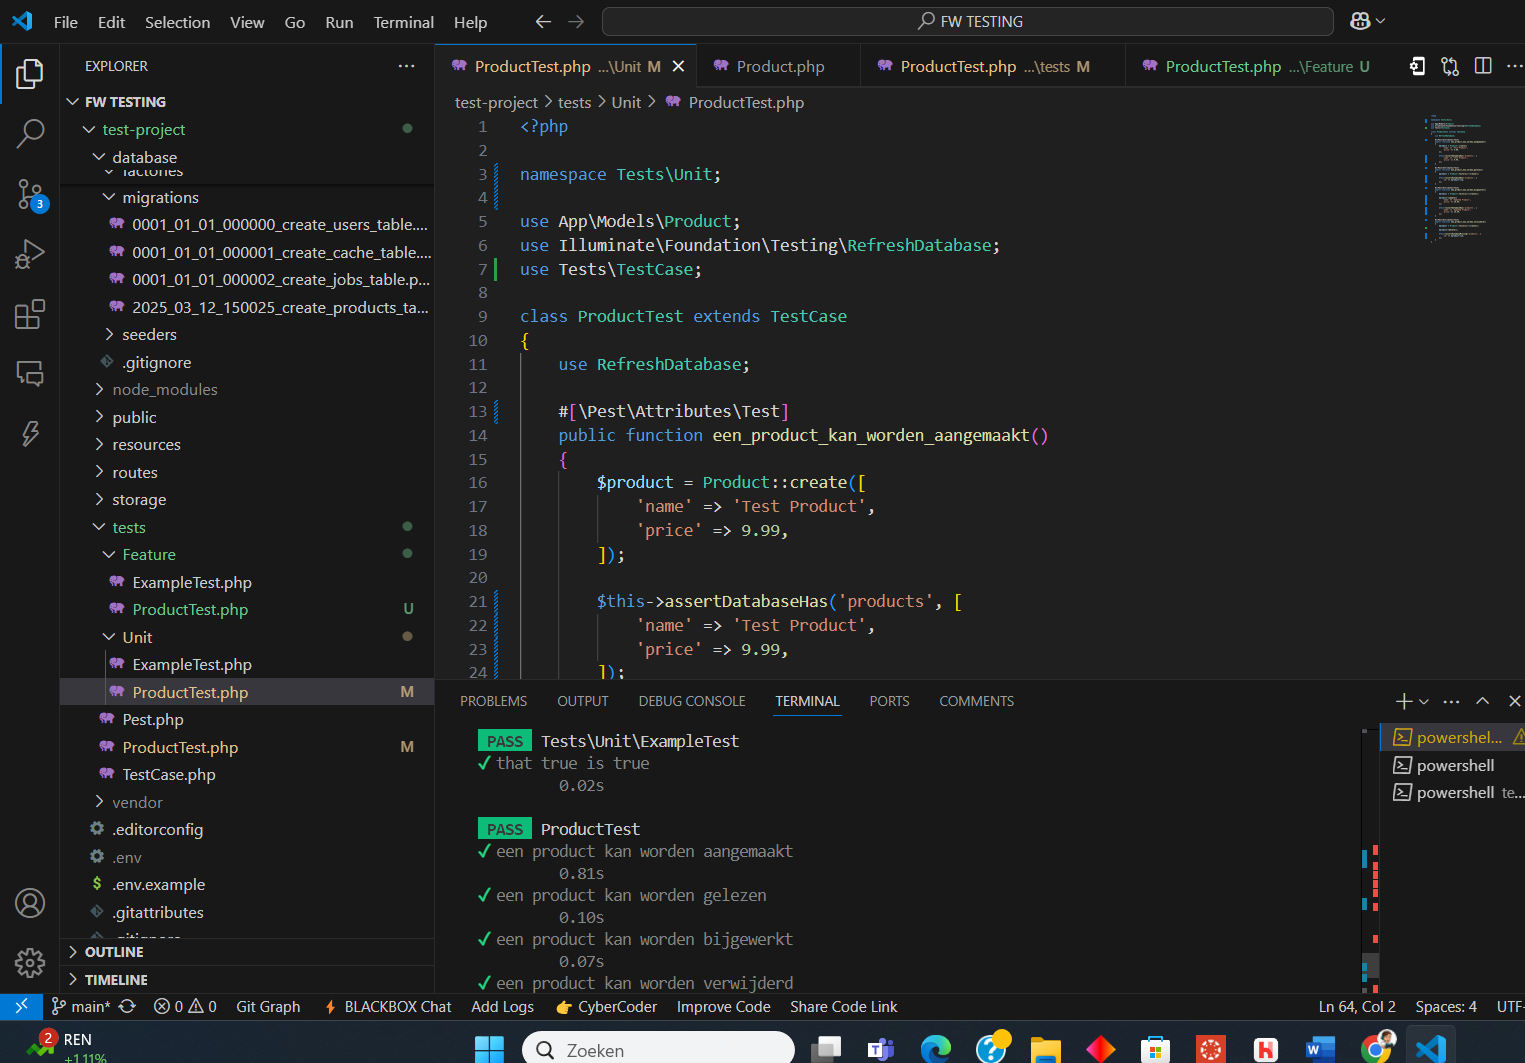 File Edit Selection View Go Run Terminal Help
FW TESTING
EXPLORER
FW TESTING
test-project
database
factories
migrations
0001_01_01_000000_create_users_table....
0001_01_01_000001_create_cache_table....
0001_01_01_000002_create_jobs_table.p...
2025_03_12_150025_create_products_ta...
seeders
.gitignore
node_modules
public
resources
routes
storage
tests
Feature
ExampleTest.php
ProductTest.php U
Unit
ExampleTest.php
ProductTest.php M
Pest.php
ProductTest.php M
TestCase.php
vendor
.editorconfig
.env
$ .env.example
.gitattributes
.gitignore
OUTLINE
TIMELINE
3
ProductTest.php ...\Unit M
Product.php
ProductTest.php ...\tests M
ProductTest.php ...\Feature U
test-project > tests > Unit > ProductTest.php
1 <?php
2
3 namespace Tests\Unit;
4
5 use App\Models\Product;
6 use Illuminate\Foundation\Testing\RefreshDatabase;
7 use Tests\TestCase;
8
9 class ProductTest extends TestCase
10 {
11 use RefreshDatabase;
12
13 #[\Pest\Attributes\Test]
14 public function een_product_kan_worden_aangemaakt()
15 {
16 $product = Product::create([
17 'name' => 'Test Product',
18 'price' => 9.99,
19 ]);
20
21 $this->assertDatabaseHas('products', [
22 'name' => 'Test Product',
23 'price' => 9.99,
24 ]);
PROBLEMS OUTPUT DEBUG CONSOLE TERMINAL PORTS COMMENTS
PASS Tests\Unit\ExampleTest
✓ that true is true
0.02s
PASS ProductTest
✓ een product kan worden aangemaakt
0.81s
✓ een product kan worden gelezen
0.10s
✓ een product kan worden bijgewerkt
0.07s
✓ een product kan worden verwijderd
powershel...
powershell
powershell te...
main* 0 0 Git Graph BLACKBOX Chat Add Logs CyberCoder Improve Code Share Code Link Ln 64, Col 2 Spaces: 4 UTF-
2
REN
+1.11%
Zoeken